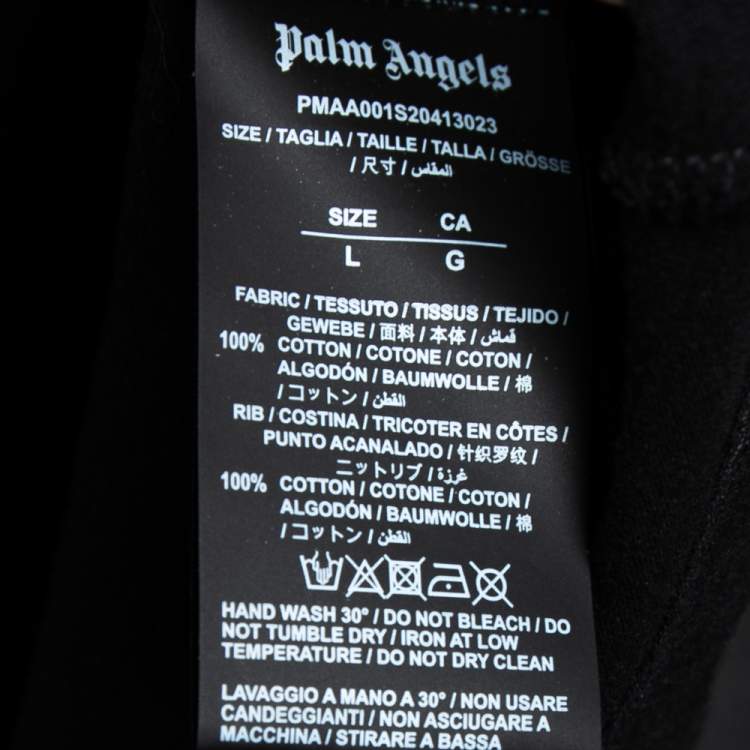 Palm Angels
PMAA001S20413023
SIZE / TAGLIA / TAILLE / TALLA / GRÖSSE
/ 尺寸 / المقاس
SIZE CA
L G
FABRIC / TESSUTO / TISSUS / TEJIDO /
GEWEBE / 面料 / 本体 / قماش
100% COTTON / COTONE / COTON /
ALGODÓN / BAUMWOLLE / 棉
/ コットン / القطن
RIB / COSTINA / TRICOTER EN CÔTES /
PUNTO ACANALADO / 针织罗纹 /
ニットリブ / غرزة
100% COTTON / COTONE / COTON /
ALGODÓN / BAUMWOLLE / 棉
/ コットン / القطن
HAND WASH 30° / DO NOT BLEACH / DO
NOT TUMBLE DRY / IRON AT LOW
TEMPERATURE / DO NOT DRY CLEAN
LAVAGGIO A MANO A 30° / NON USARE
CANDEGGIANTI / NON ASCIUGARE A
MACCHINA / STIRARE A BASSA